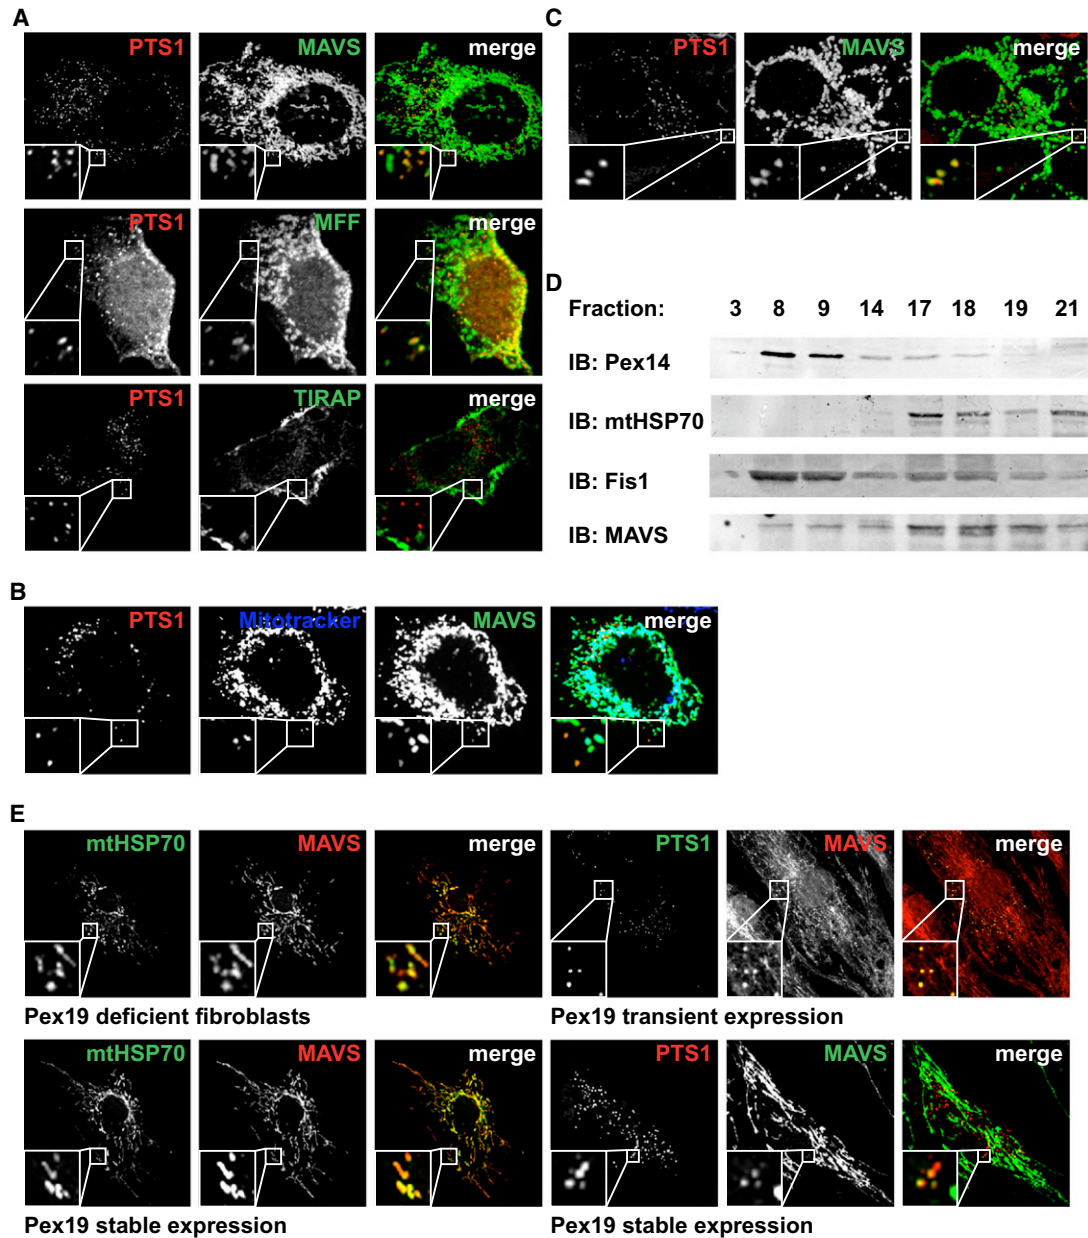 A
PTS1 MAVS merge
PTS1 MFF merge
PTS1 TIRAP merge
C
PTS1 MAVS merge
D
Fraction: 3 8 9 14 17 18 19 21
IB: Pex14
IB: mtHSP70
IB: Fis1
IB: MAVS
B
PTS1 Mitotracker MAVS merge
E
mtHSP70 MAVS merge PTS1 MAVS merge
Pex19 deficient fibroblasts Pex19 transient expression
mtHSP70 MAVS merge PTS1 MAVS merge
Pex19 stable expression Pex19 stable expression